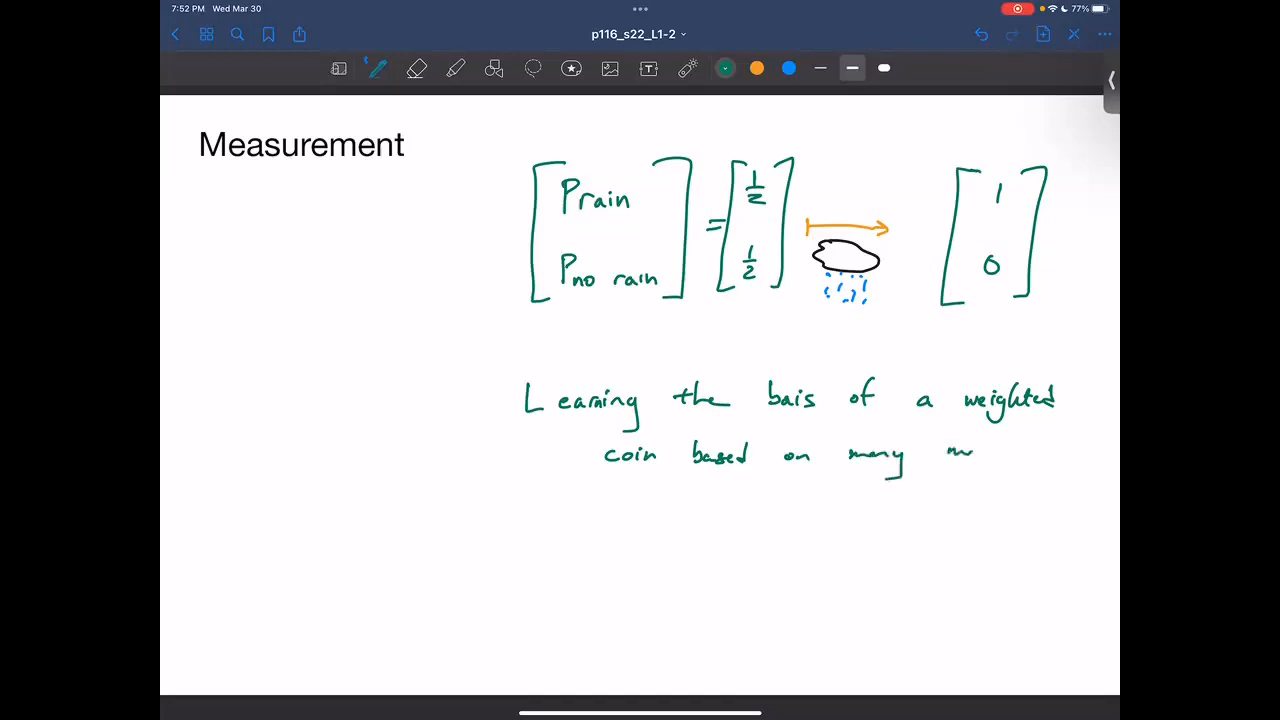 7:52 PM Wed Mar 30
77%
p116_s22_L1-2
Measurement
[Prain Pno rain] = [1/2 1/2] [1 0]
Learning the bais of a weighted
coin based on many